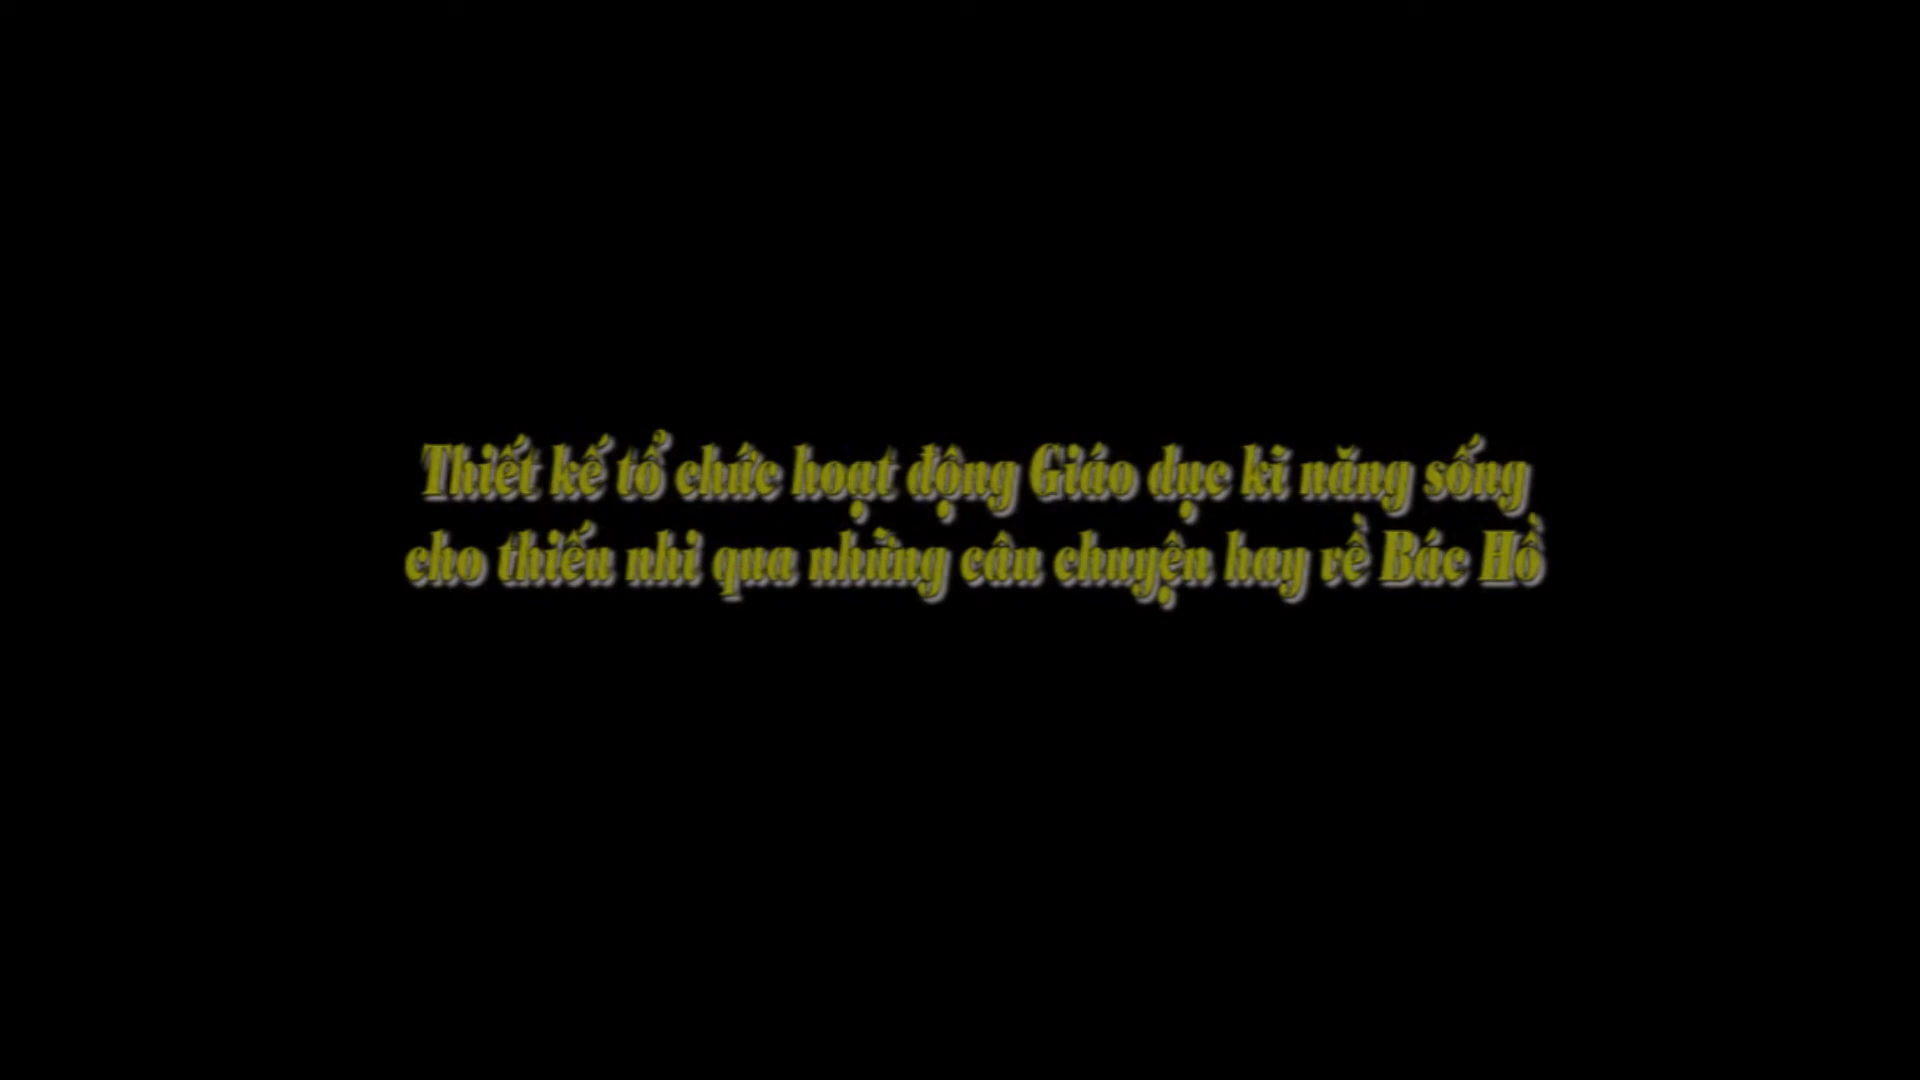 Thiết kế tổ chức hoạt động Giáo dục kĩ năng sống
cho thiếu nhi qua những câu chuyện hay về Bác Hồ